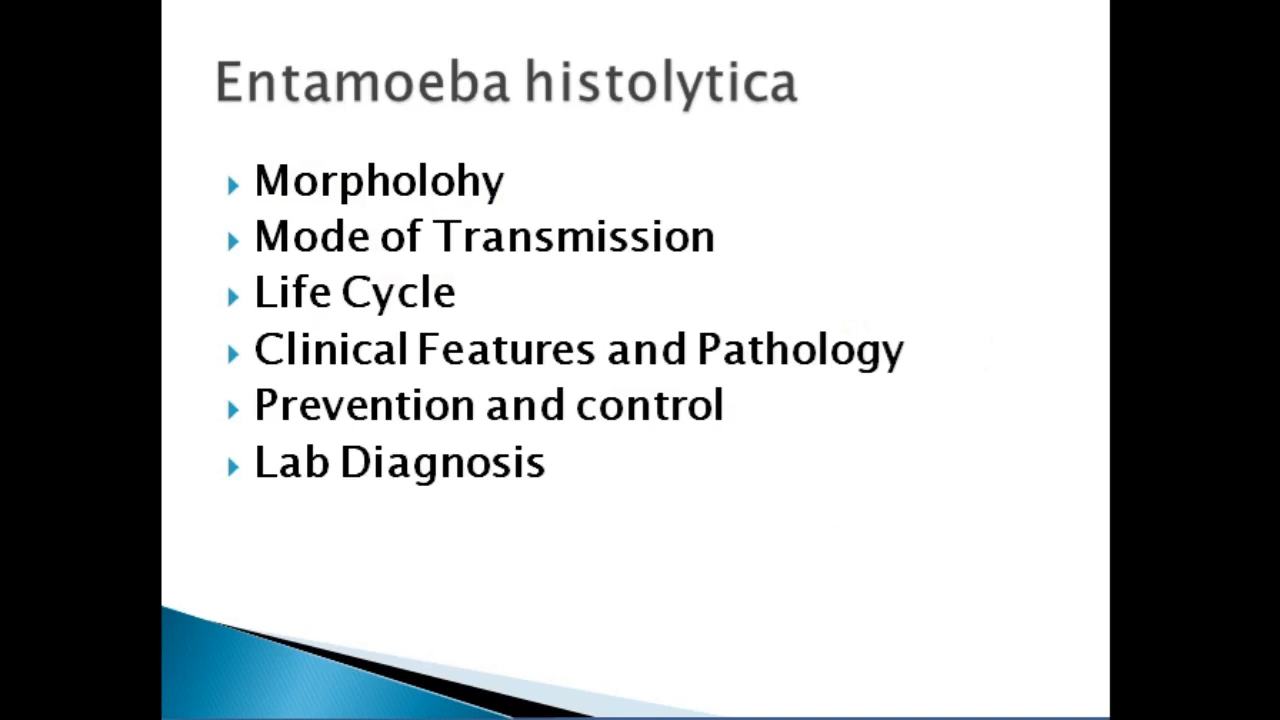 Entamoeba histolytica
Morpholohy
Mode of Transmission
Life Cycle
Clinical Features and Pathology
Prevention and control
Lab Diagnosis